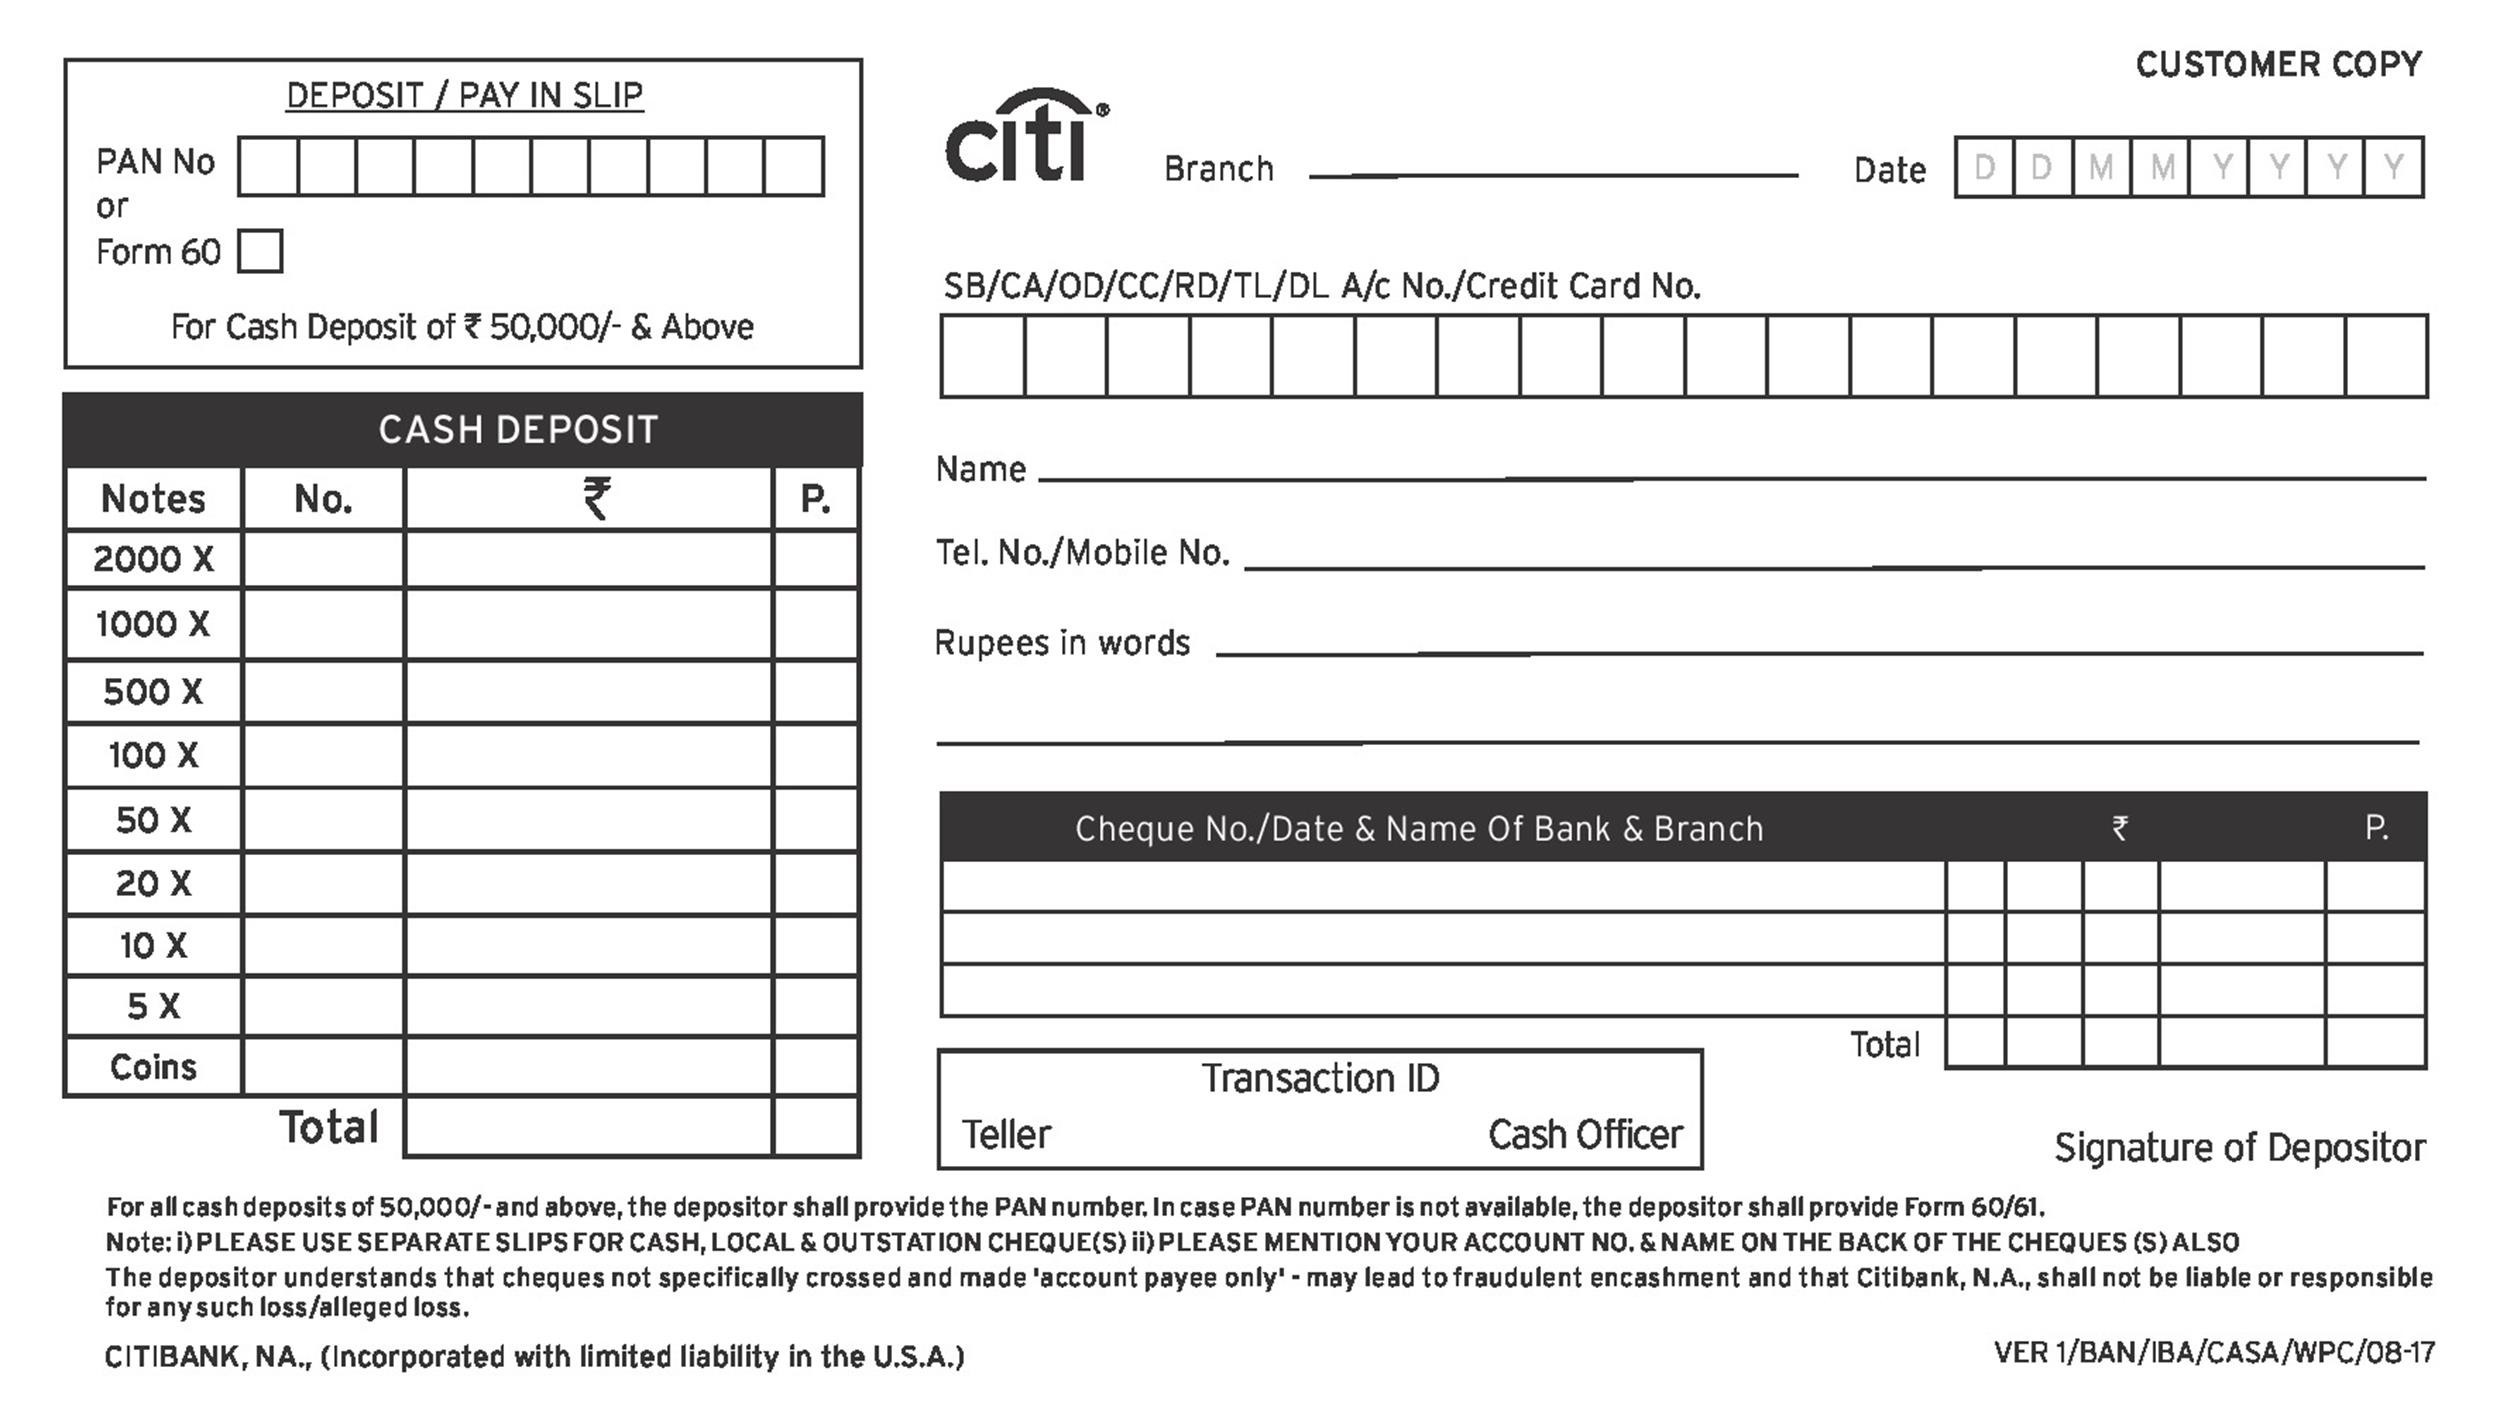 DEPOSIT / PAY IN SLIP
PAN No
or
Form 60
For Cash Deposit of ₹ 50,000/- & Above
CASH DEPOSIT
Notes No. ₹ P.
2000 X
1000 X
500 X
100 X
50 X
20 X
10 X
5 X
Coins
Total
CUSTOMER COPY
citi®
Branch
Date D D M M Y Y Y Y
SB/CA/OD/CC/RD/TL/DL A/c No./Credit Card No.
Name
Tel. No./Mobile No.
Rupees in words
Cheque No./Date & Name Of Bank & Branch ₹ P.
Total
Transaction ID
Teller Cash Officer
Signature of Depositor
For all cash deposits of 50,000/- and above, the depositor shall provide the PAN number. In case PAN number is not available, the depositor shall provide Form 60/61.
Note: i) PLEASE USE SEPARATE SLIPS FOR CASH, LOCAL & OUTSTATION CHEQUE(S) ii) PLEASE MENTION YOUR ACCOUNT NO. & NAME ON THE BACK OF THE CHEQUES (S) ALSO
The depositor understands that cheques not specifically crossed and made 'account payee only' - may lead to fraudulent encashment and that Citibank, N.A., shall not be liable or responsible
for any such loss/alleged loss.
CITIBANK, NA., (Incorporated with limited liability in the U.S.A.)
VER 1/BAN/IBA/CASA/WPC/08-17